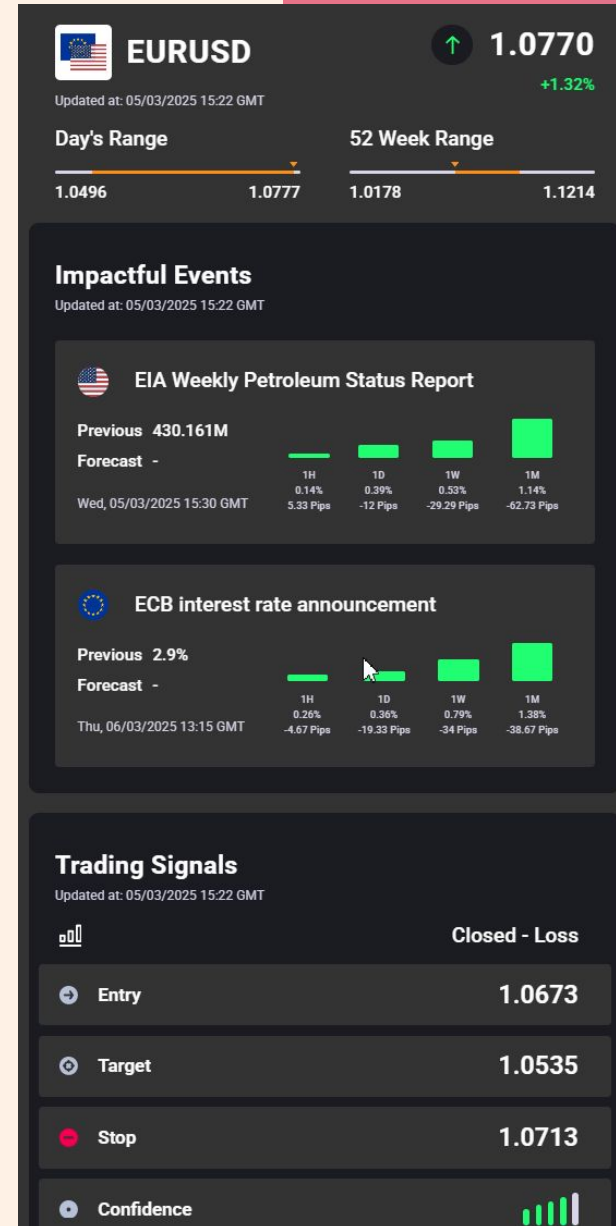 EURUSD
1.0770
+1.32%
Updated at: 05/03/2025 15:22 GMT
Day's Range
52 Week Range
1.0496 1.0777
1.0178 1.1214
Impactful Events
Updated at: 05/03/2025 15:22 GMT
EIA Weekly Petroleum Status Report
Previous 430.161M
Forecast -
Wed, 05/03/2025 15:30 GMT
1H 1D 1W 1M
0.14% 0.39% 0.53% 1.14%
5.33 Pips -12 Pips -29.29 Pips -62.73 Pips
ECB interest rate announcement
Previous 2.9%
Forecast -
Thu, 06/03/2025 13:15 GMT
1H 1D 1W 1M
0.26% 0.36% 0.79% 1.38%
-4.67 Pips -19.33 Pips -34 Pips -38.67 Pips
Trading Signals
Updated at: 05/03/2025 15:22 GMT
Closed - Loss
Entry 1.0673
Target 1.0535
Stop 1.0713
Confidence